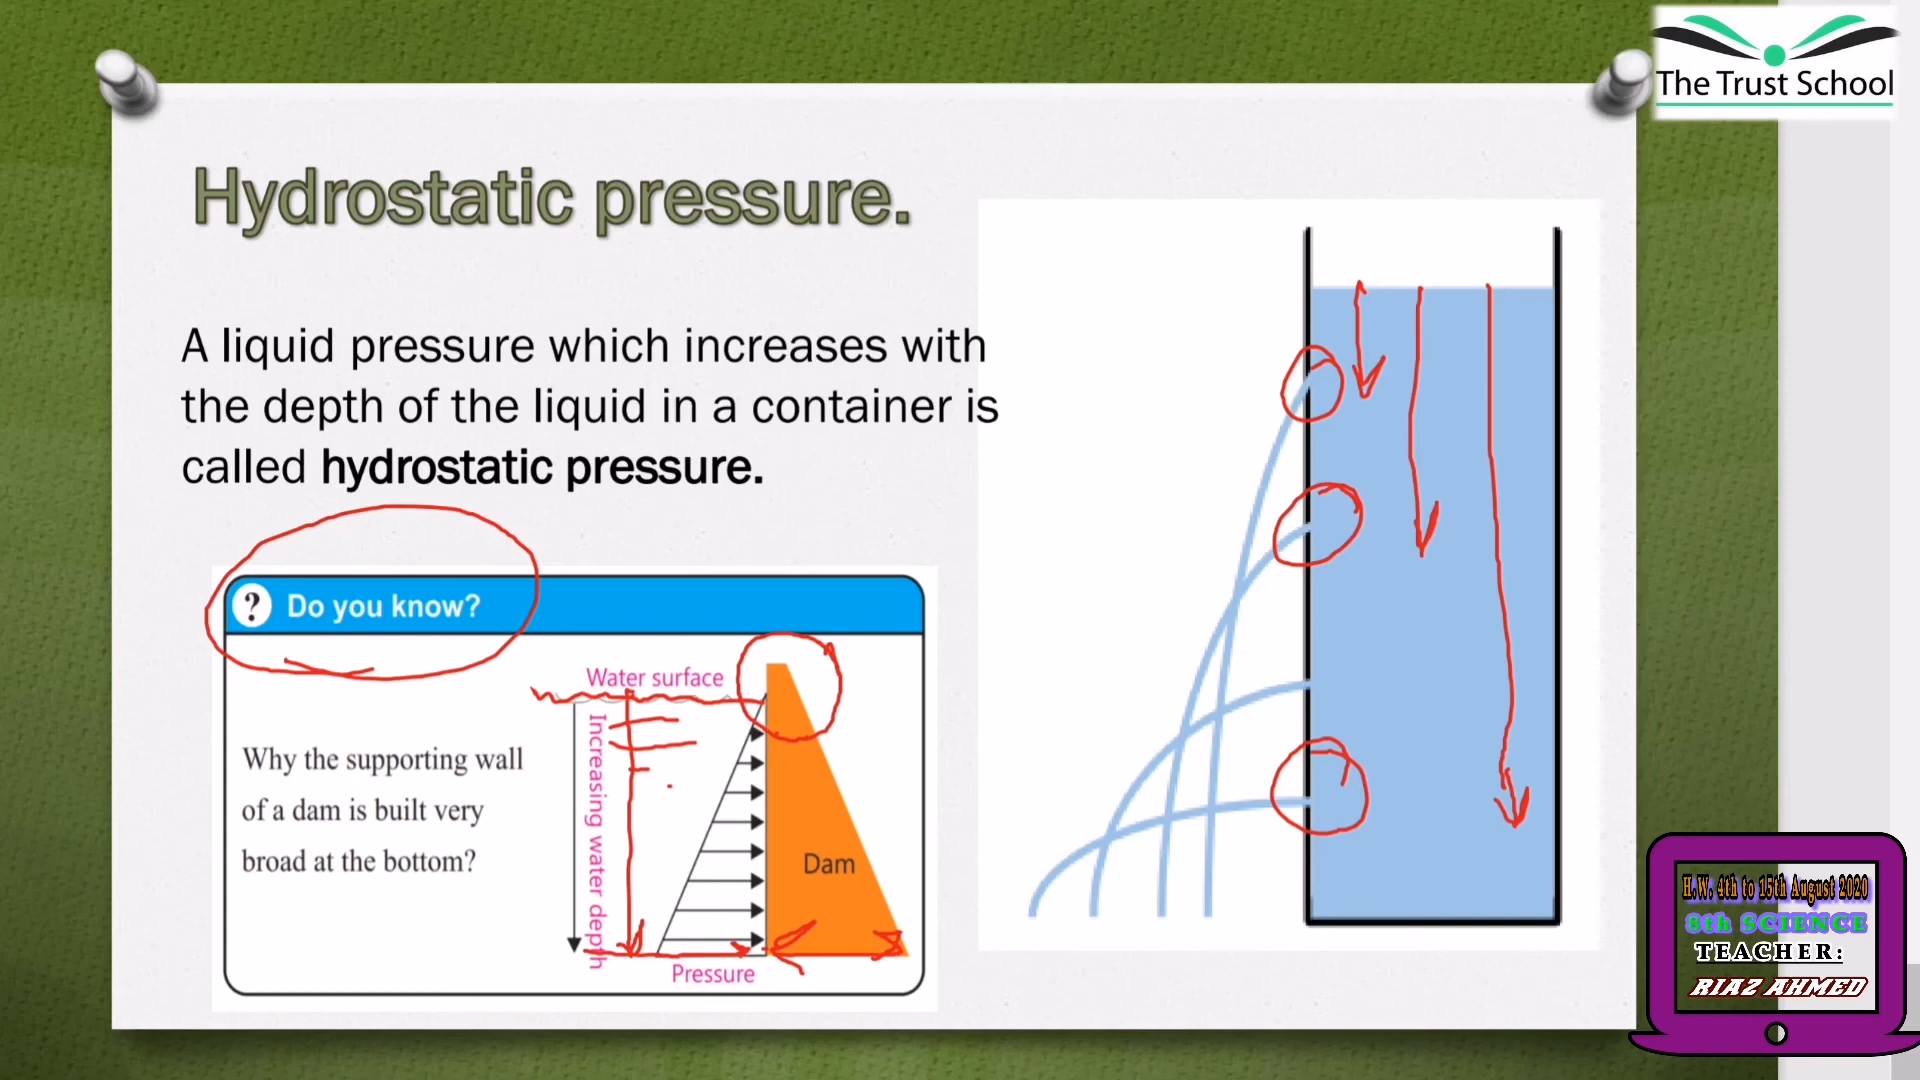 The Trust School
Hydrostatic pressure.
A liquid pressure which increases with
the depth of the liquid in a container is
called hydrostatic pressure.
? Do you know?
Why the supporting wall
of a dam is built very
broad at the bottom?
Water surface
Increasing water depth
Dam
Pressure
H.W. 4th to 15th August 2020
8th SCIENCE
TEACHER:
RIAZ AHMED